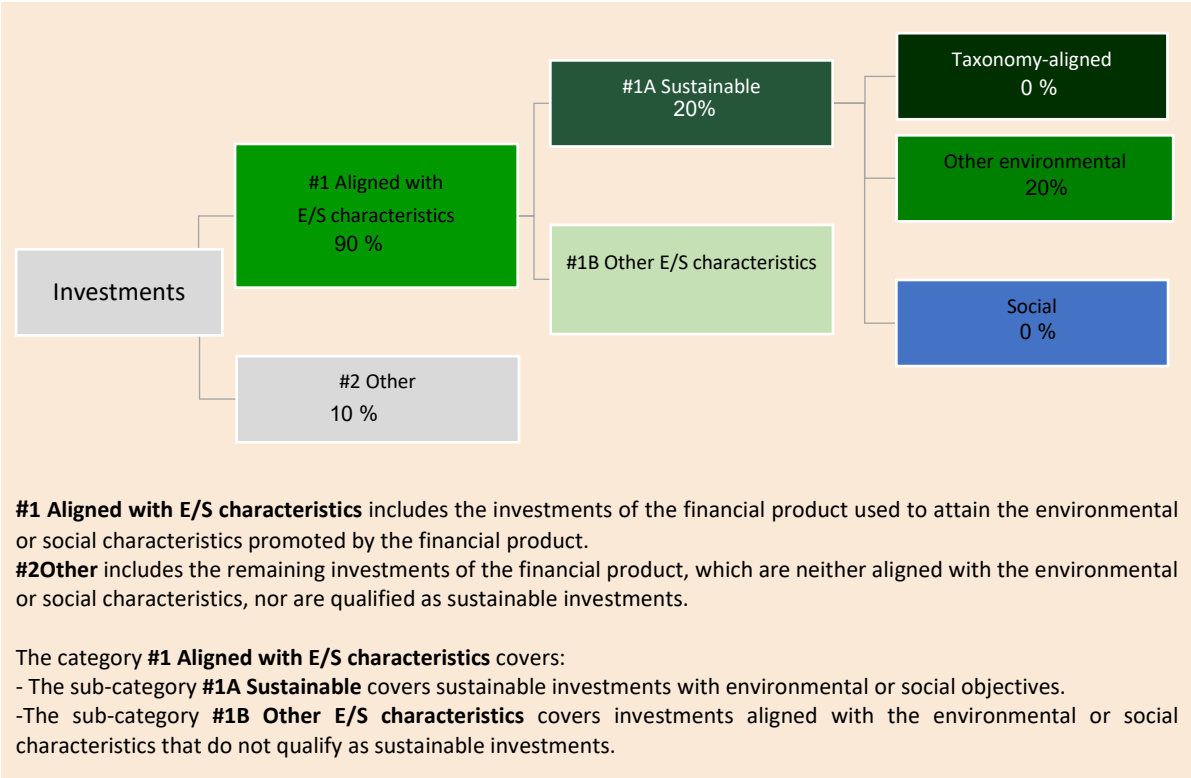 Investments
#1 Aligned with
E/S characteristics
90 %
#2 Other
10 %
#1A Sustainable
20%
#1B Other E/S characteristics
Taxonomy-aligned
0 %
Other environmental
20%
Social
0 %
#1 Aligned with E/S characteristics includes the investments of the financial product used to attain the environmental
or social characteristics promoted by the financial product.
#2Other includes the remaining investments of the financial product, which are neither aligned with the environmental
or social characteristics, nor are qualified as sustainable investments.
The category #1 Aligned with E/S characteristics covers:
- The sub-category #1A Sustainable covers sustainable investments with environmental or social objectives.
-The sub-category #1B Other E/S characteristics covers investments aligned with the environmental or social
characteristics that do not qualify as sustainable investments.